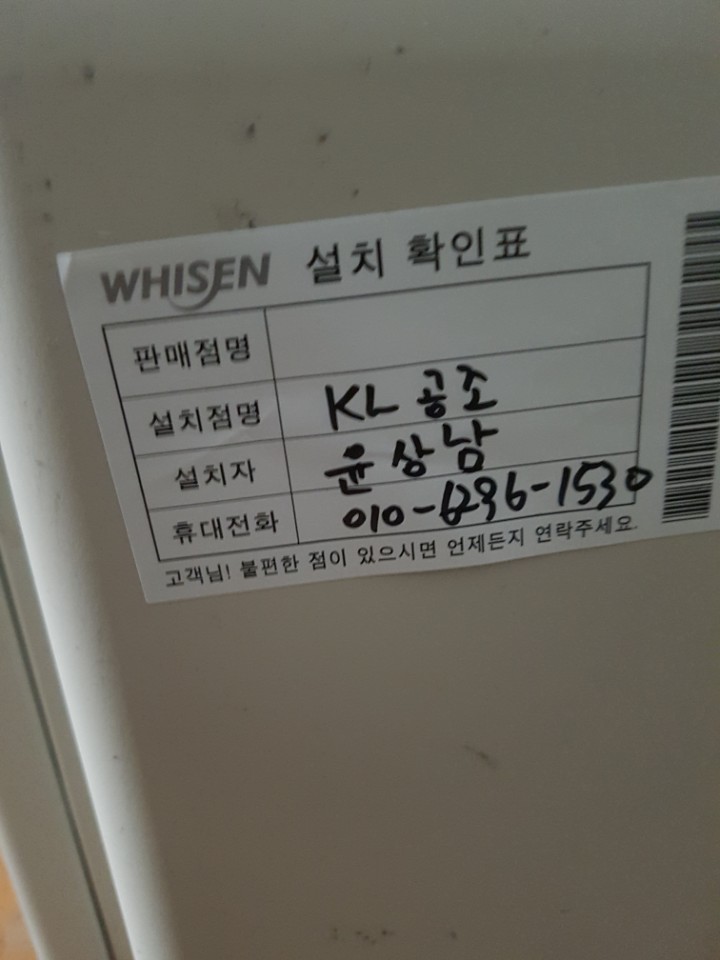 WHISEN 설치 확인표
판매점명
설치점명 KL 공조
설치자 윤상남
휴대전화 010-6296-1530
고객님! 불편한 점이 있으시면 언제든지 연락주세요.